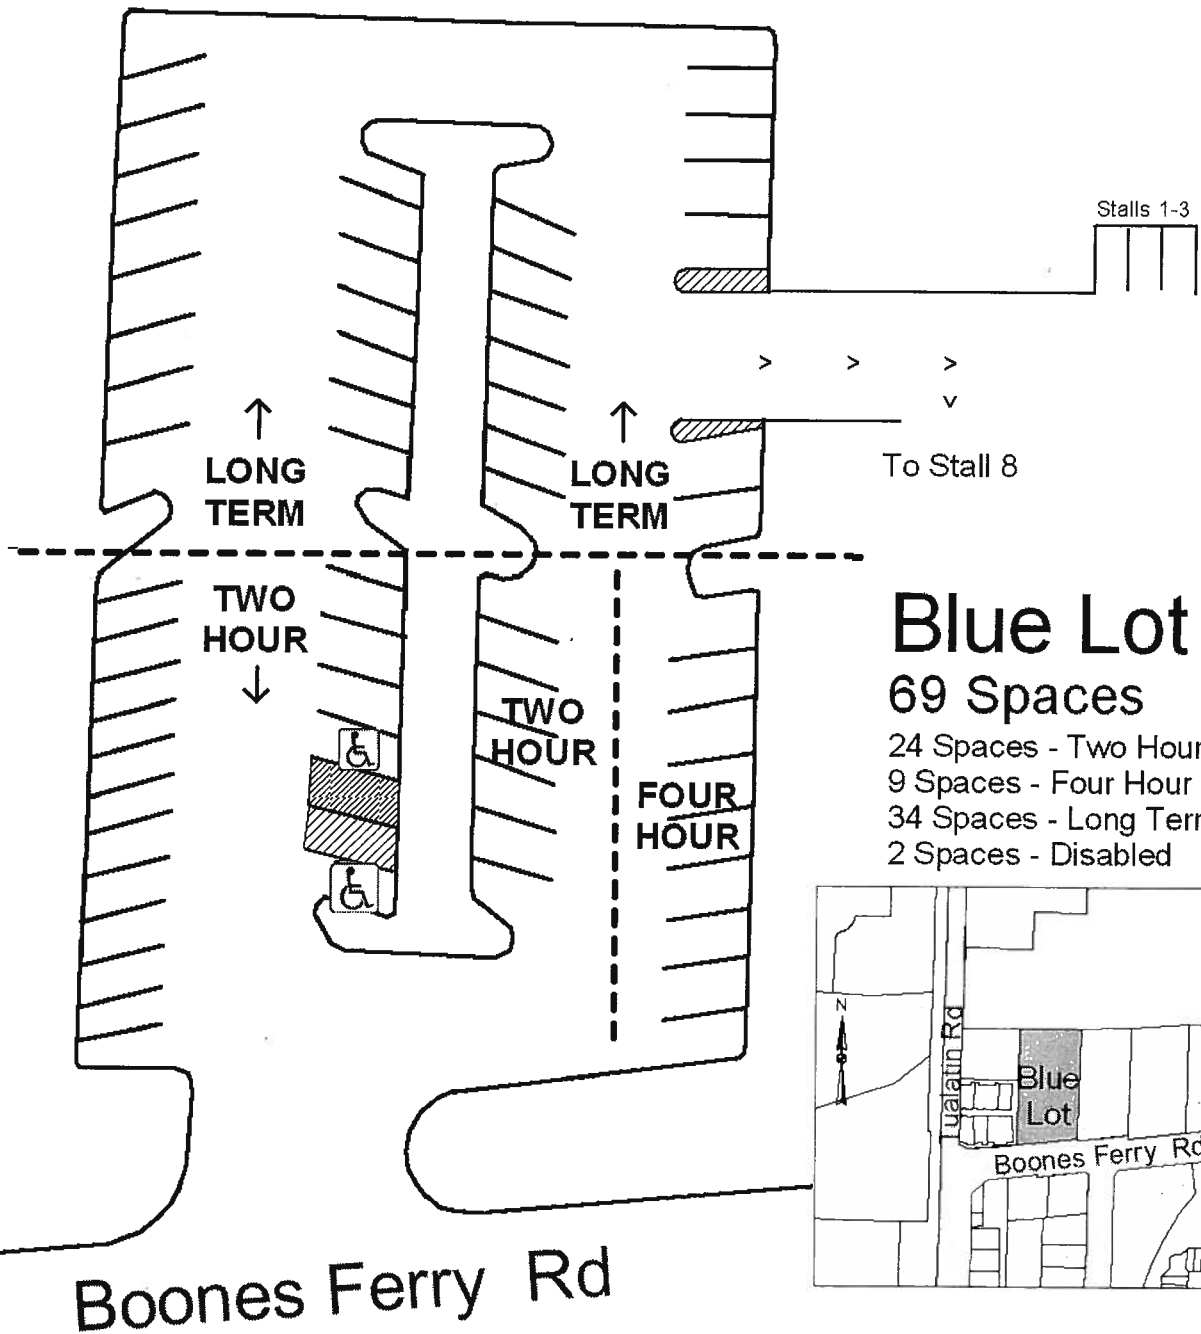 Stalls 1-3
> > >
v
To Stall 8
LONG
TERM
LONG
TERM
TWO
HOUR
TWO
HOUR
FOUR
HOUR
Blue Lot
69 Spaces
24 Spaces - Two Hour
9 Spaces - Four Hour
34 Spaces - Long Ter
2 Spaces - Disabled
N
ualatin Rd
Blue
Lot
Boones Ferry Rd
Boones Ferry Rd